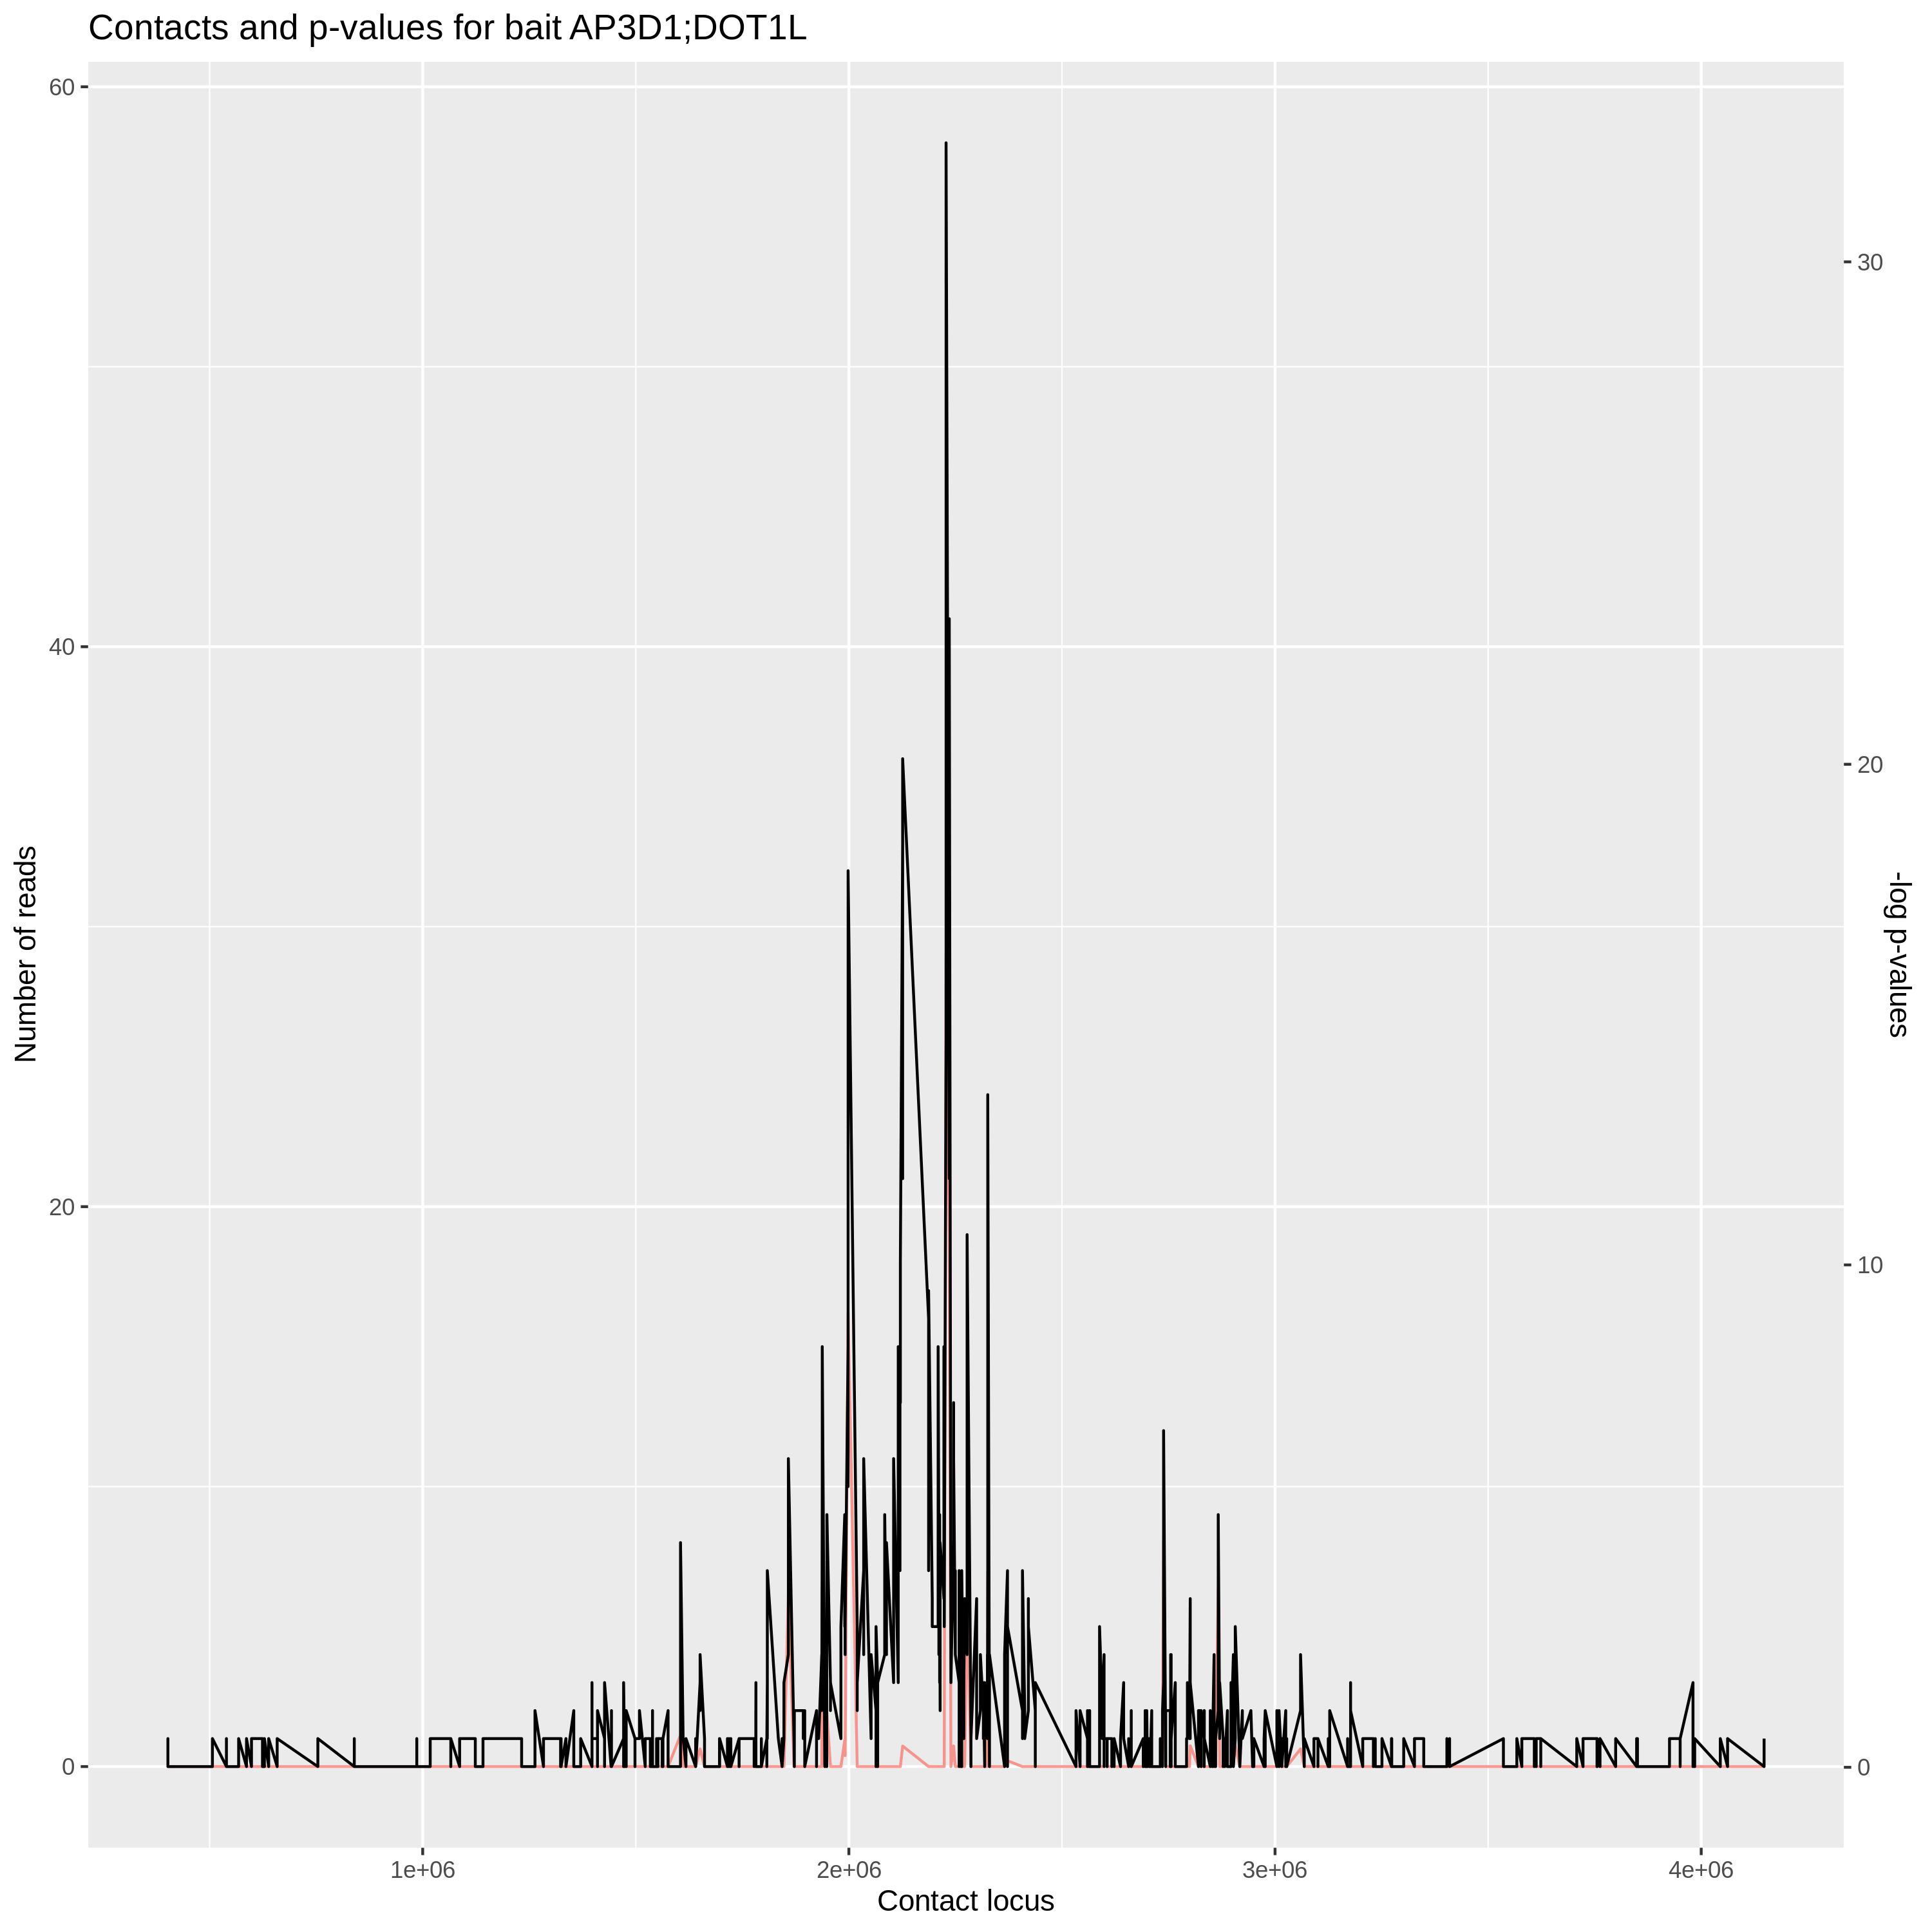 Contacts and p-values for bait AP3D1;DOT1L
60
40
20
0
Number of reads
30
20
10
0
-log p-values
1e+06
2e+06
3e+06
4e+06
Contact locus